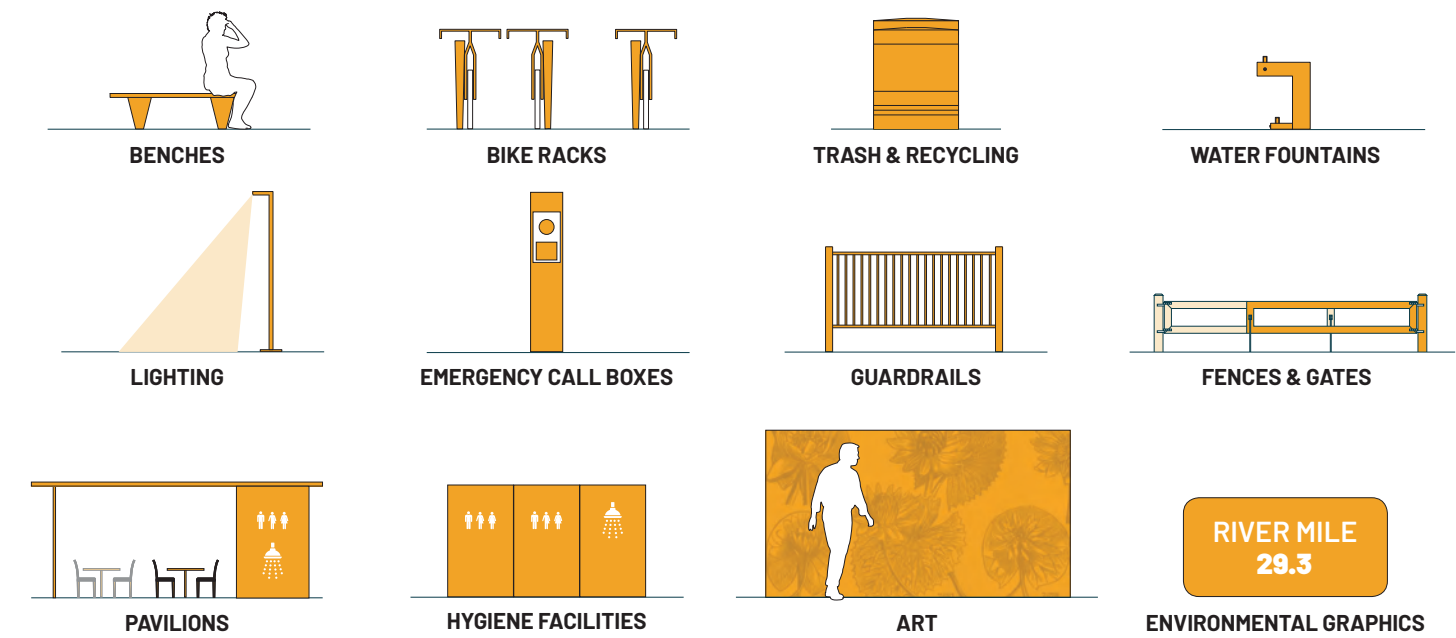 BENCHES
BIKE RACKS
TRASH & RECYCLING
WATER FOUNTAINS
LIGHTING
EMERGENCY CALL BOXES
GUARDRAILS
FENCES & GATES
PAVILIONS
HYGIENE FACILITIES
ART
RIVER MILE
29.3
ENVIRONMENTAL GRAPHICS